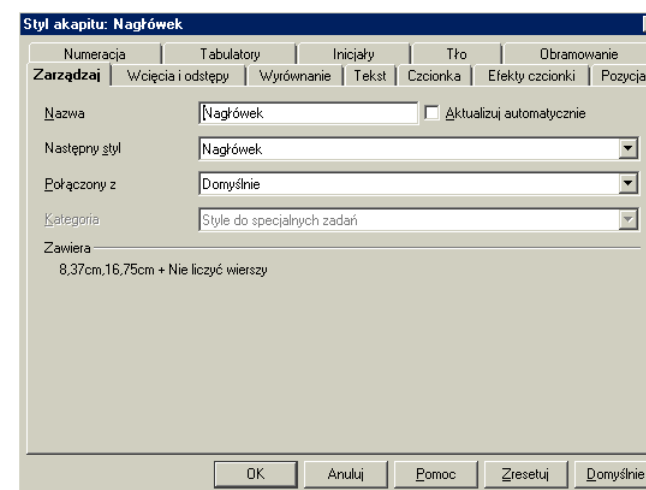 Styl akapitu: Nagłówek
Numeracja Tabulatory Inicjały Tło Obramowanie
Zarządzaj Wcięcia i odstępy Wyrównanie Tekst Czcionka Efekty czcionki Pozycja
Nazwa Nagłówek Aktualizuj automatycznie
Następny styl Nagłówek
Połączony z Domyślnie
Kategoria Style do specjalnych zadań
Zawiera
8,37cm,16,75cm + Nie liczyć wierszy
OK Anuluj Pomoc Zresetuj Domyślnie